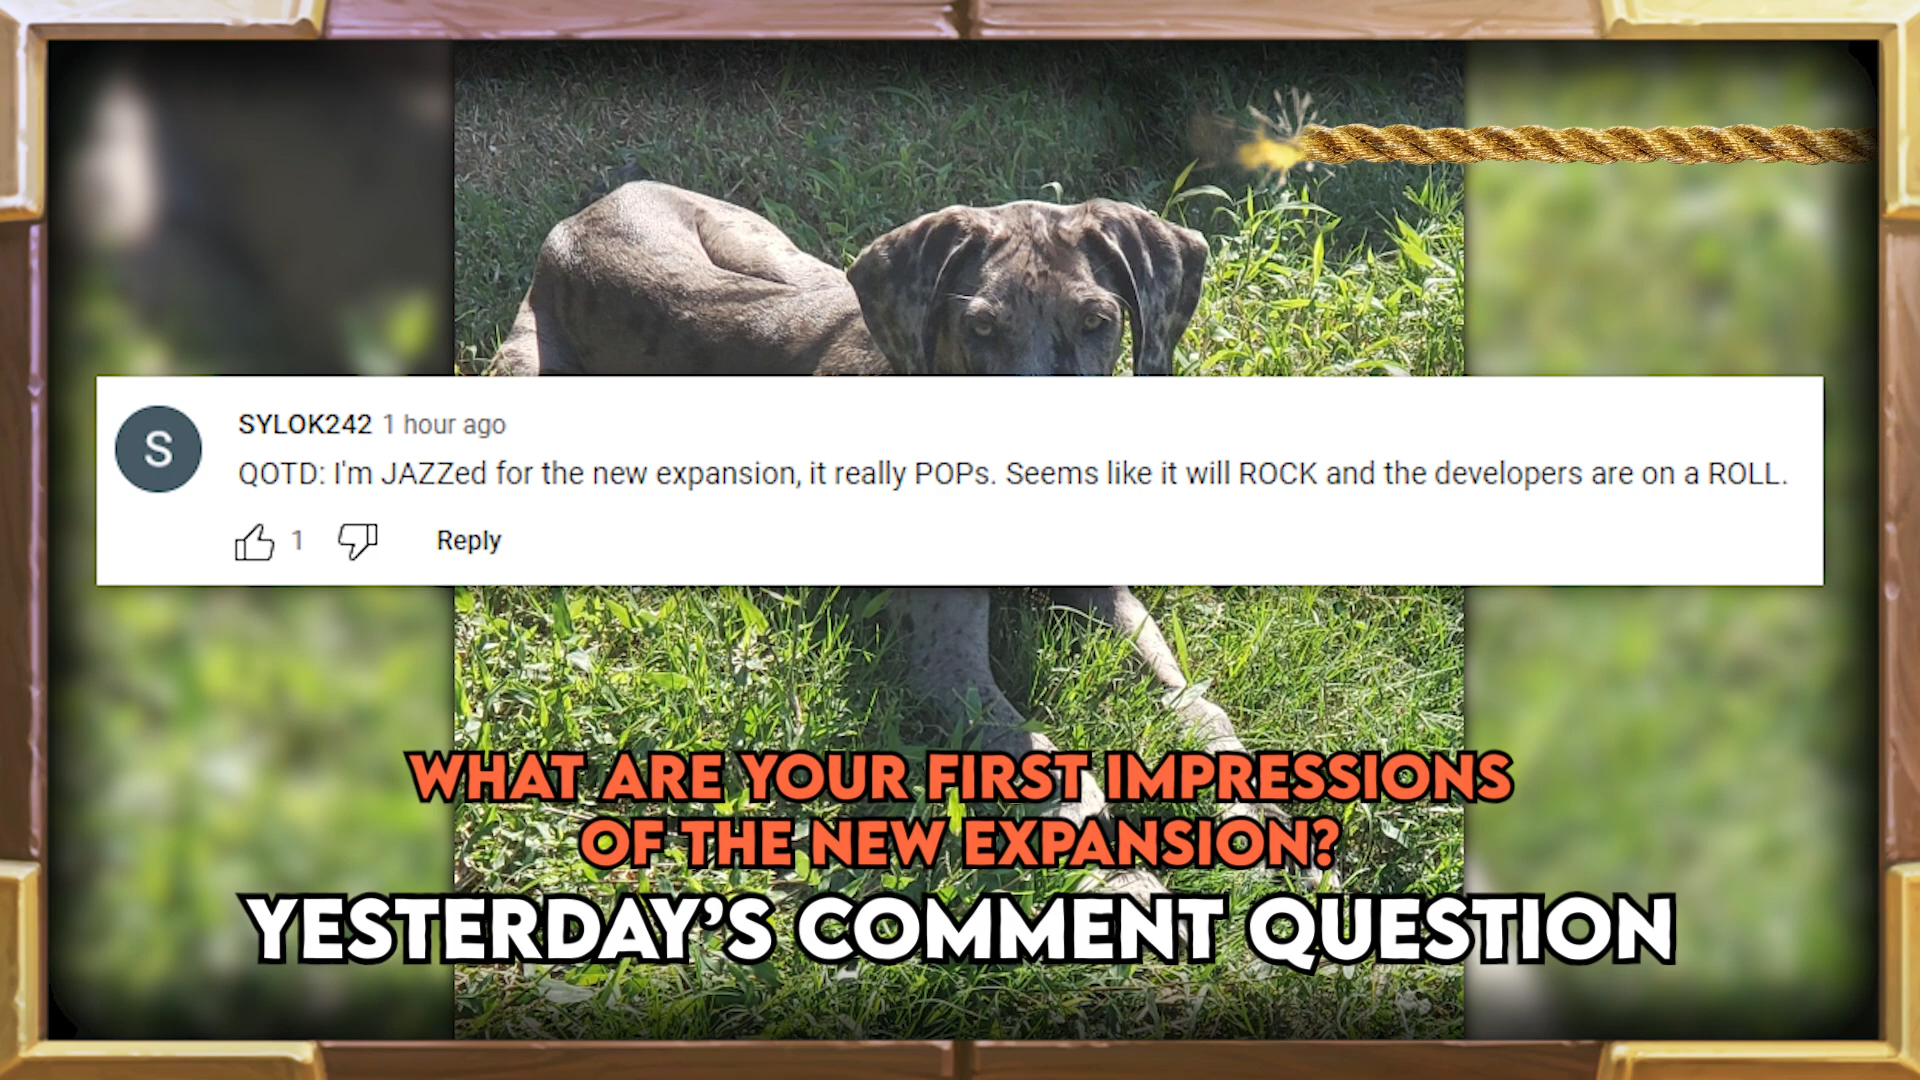 S
SYLOK242 1 hour ago
QOTD: I'm JAZZed for the new expansion, it really POPs. Seems like it will ROCK and the developers are on a ROLL.
1 Reply
WHAT ARE YOUR FIRST IMPRESSIONS
OF THE NEW EXPANSION?
YESTERDAY'S COMMENT QUESTION